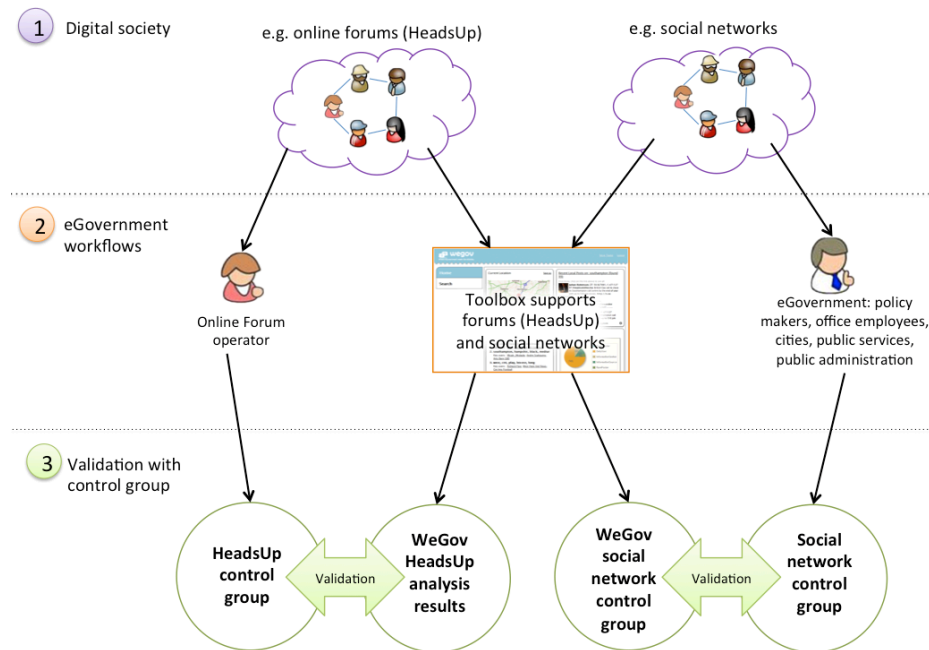 1
Digital society
e.g. online forums (HeadsUp)
e.g. social networks
2
eGovernment
workflows
Online Forum
operator
wegov
Search
Toolbox supports
forums (HeadsUp)
and social networks
eGovernment: policy
makers, office employees,
cities, public services,
public administration
3
Validation with
control group
HeadsUp
control
group
Validation
WeGov
HeadsUp
analysis
results
WeGov
social
network
control
group
Validation
Social
network
control
group